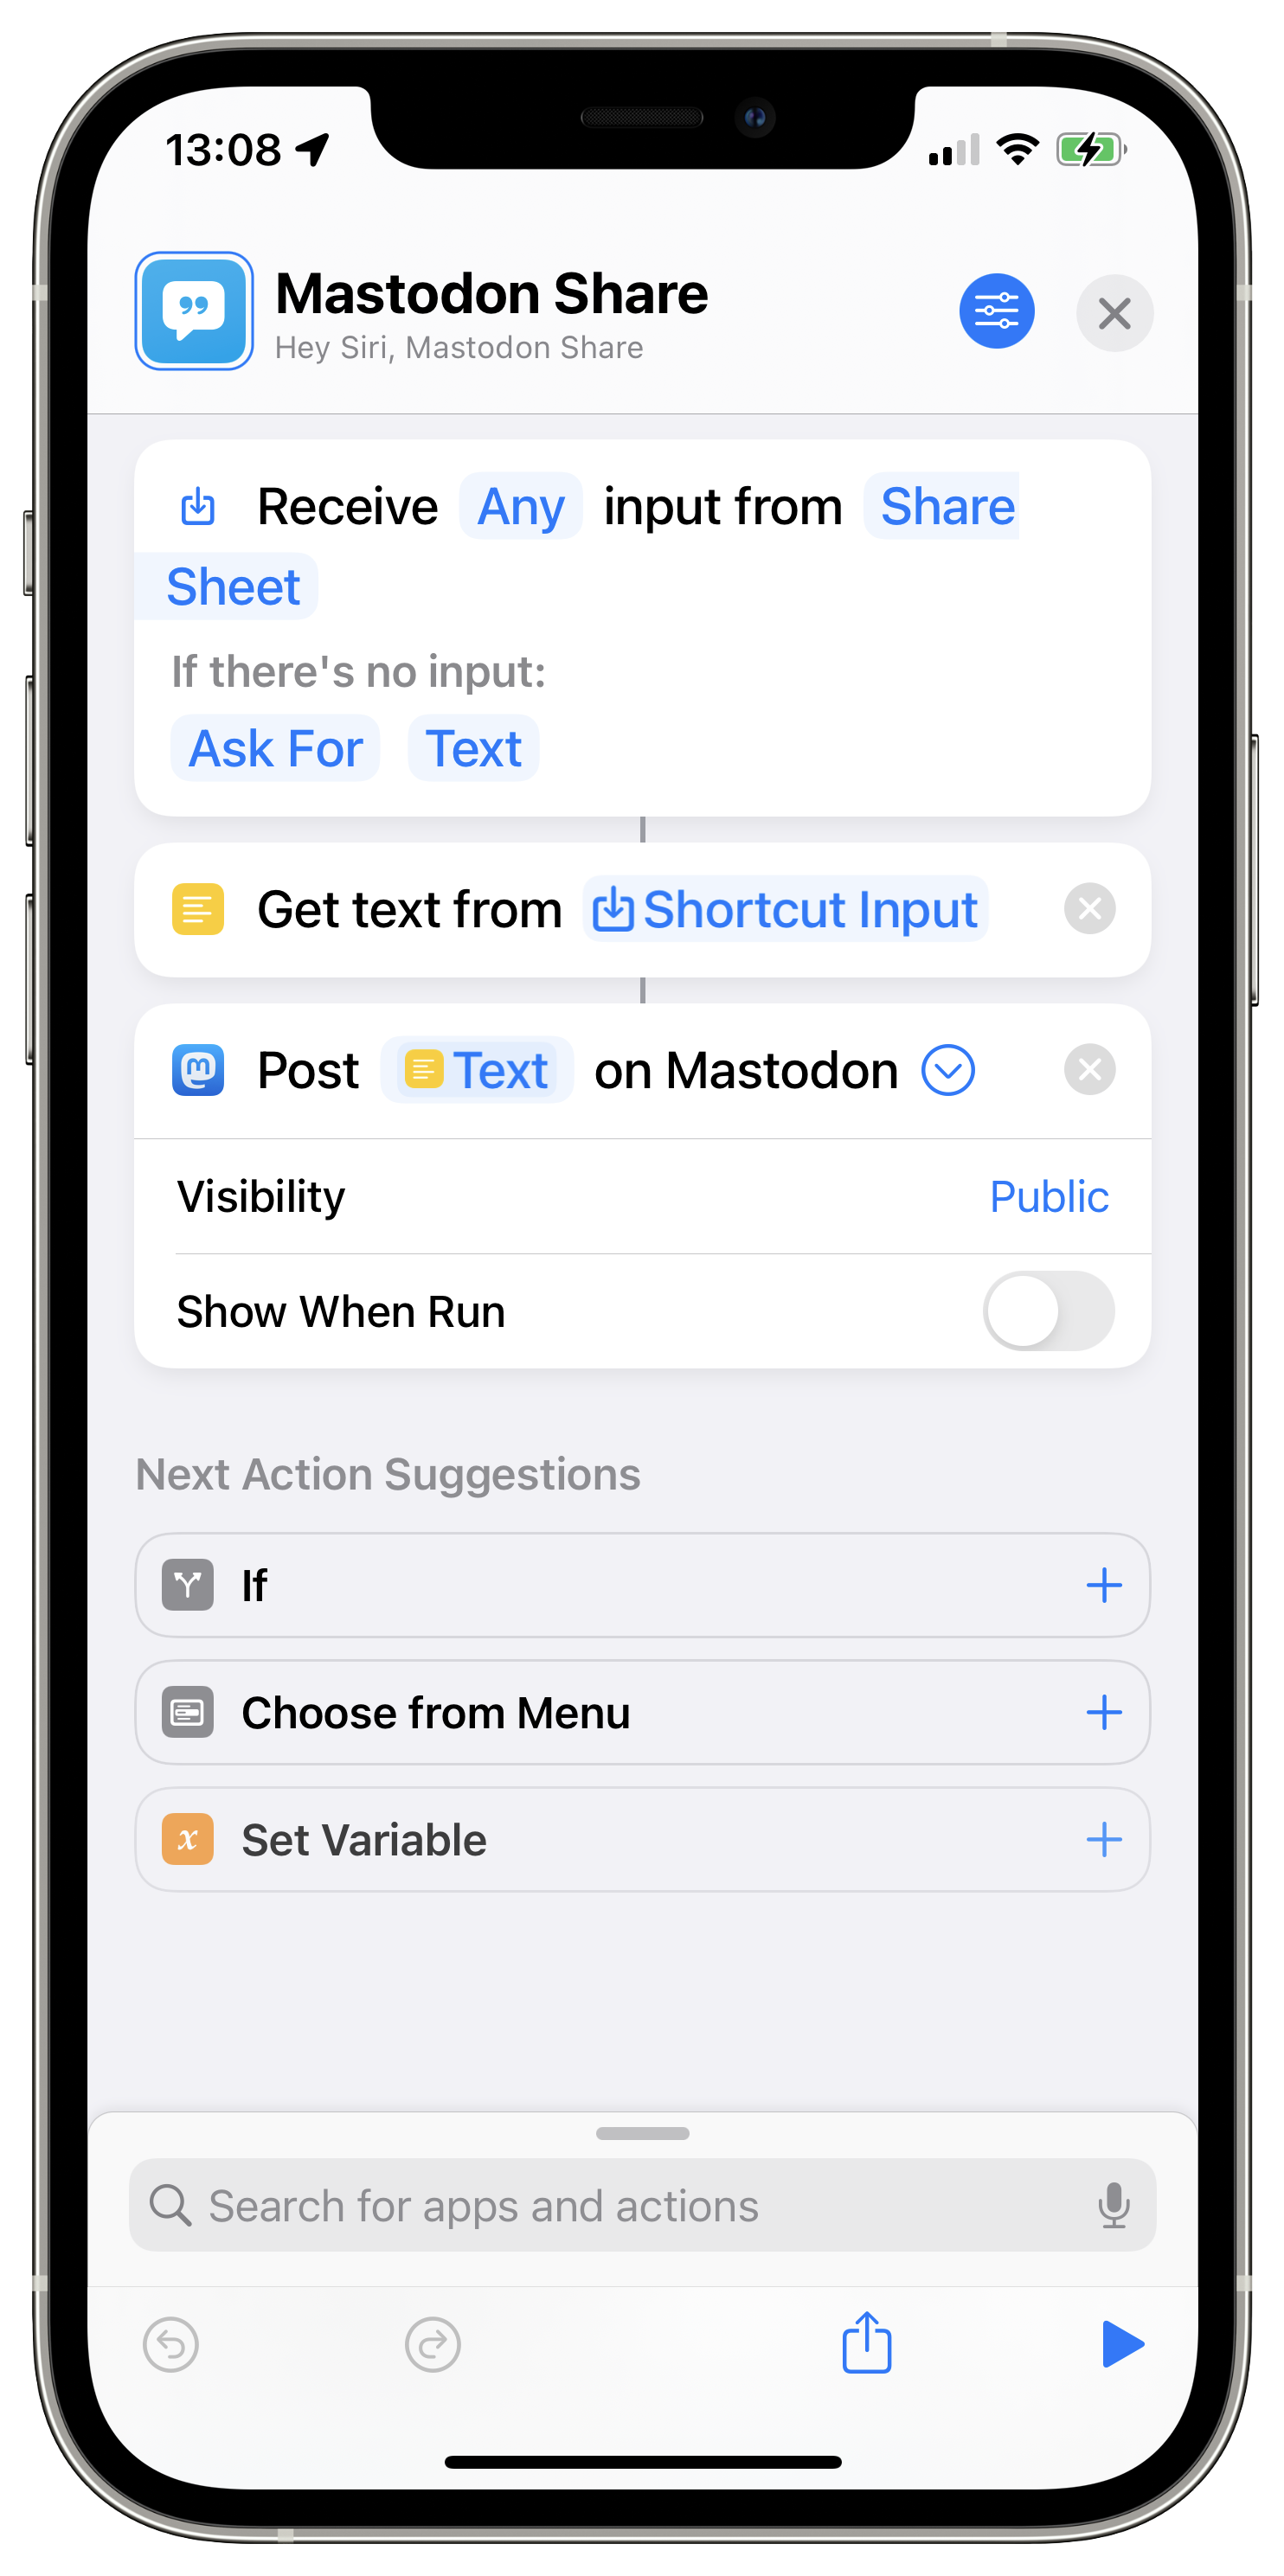 13:08
Mastodon Share
Hey Siri, Mastodon Share
Receive Any input from Share
Sheet
If there's no input:
Ask For Text
Get text from Shortcut Input
Post Text on Mastodon
Visibility Public
Show When Run
Next Action Suggestions
If
Choose from Menu
Set Variable
Search for apps and actions